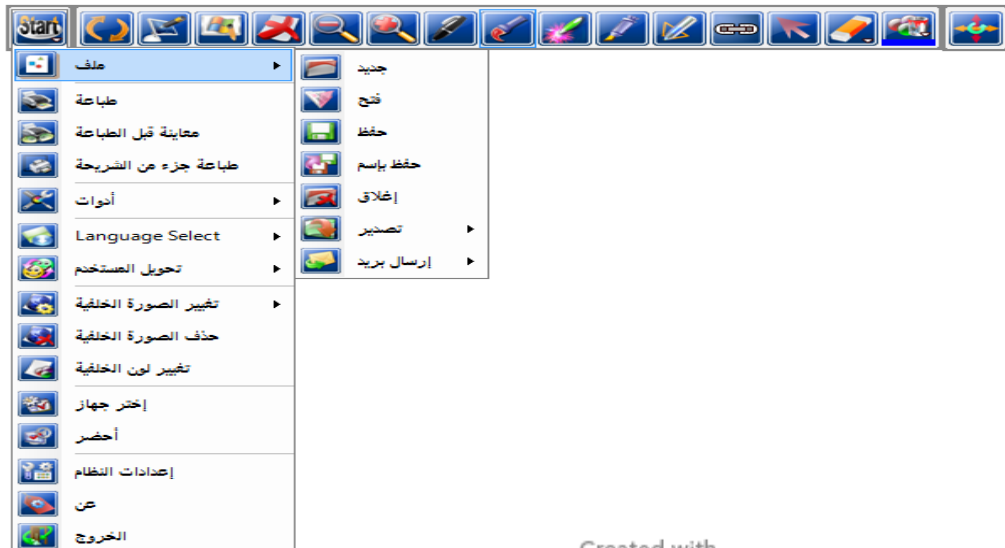 Start
ملف
طباعة
معاينة قبل الطباعة
طباعة جزء من الشريحة
أدوات
Language Select
تحويل المستخدم
تغيير الصورة الخلفية
حذف الصورة الخلفية
تغيير لون الخلفية
إختر جهاز
أحضر
إعدادات النظام
عن
الخروج
جديد
فتح
حفظ
حفظ بإسم
إغلاق
تصدير
إرسال بريد
Created with